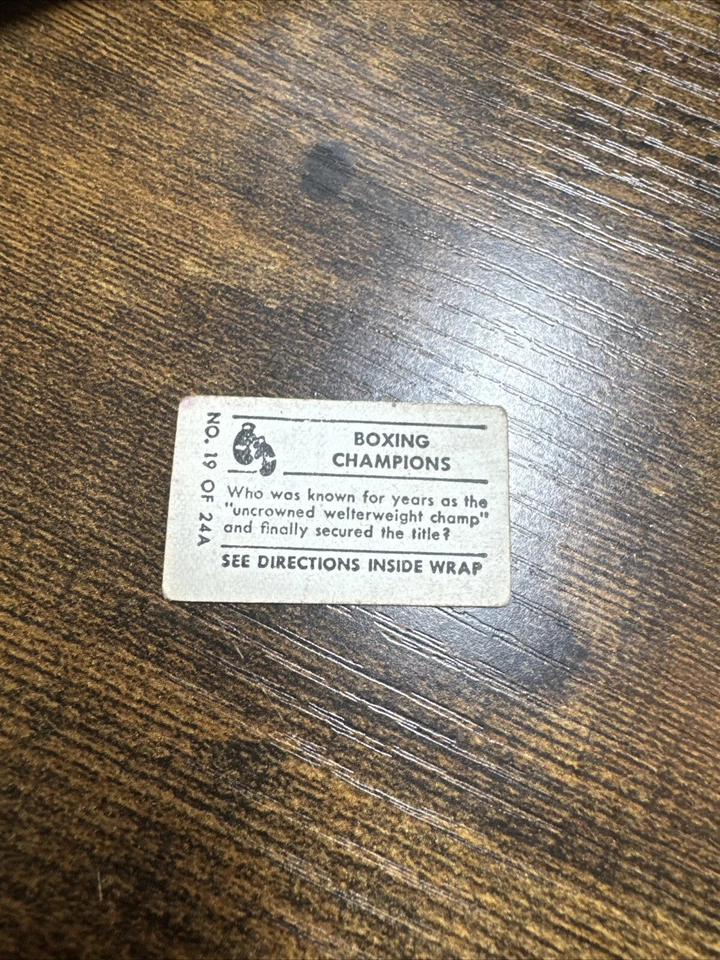 NO. 19 OF 24A
BOXING
CHAMPIONS
Who was known for years as the
"uncrowned welterweight champ"
and finally secured the title?
SEE DIRECTIONS INSIDE WRAP